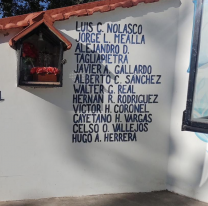 LUIS C. NOLASCO
JORGE L. MEALLA
ALEJANDRO D.
TAGLIAPIETRA
JAVIER A. GALLARDO
ALBERTO C. SANCHEZ
WALTER G. REAL
HERNAN R. RODRIGUEZ
VICTOR H. CORONEL
CAYETANO H. VARGAS
CELSO O. VALLEJOS
HUGO A. HERRERA